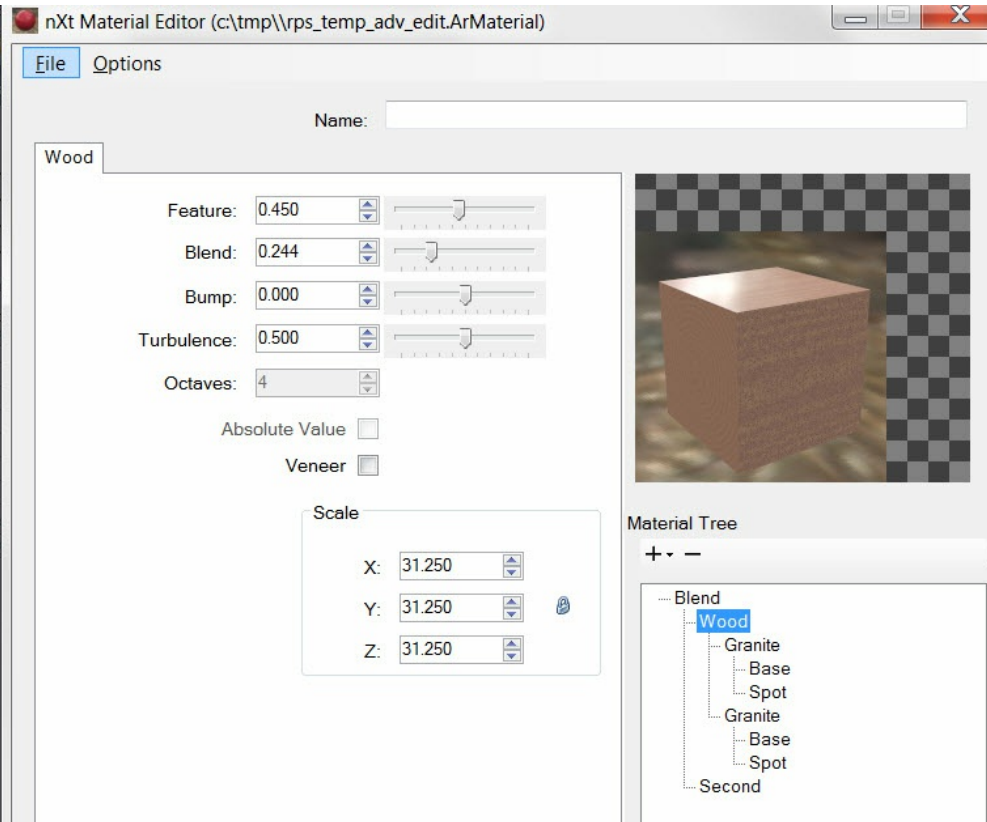 nXt Material Editor (c:\tmp\\rps_temp_adv_edit.ArMaterial)
File Options
Name:
Wood
Feature: 0.450
Blend: 0.244
Bump: 0.000
Turbulence: 0.500
Octaves: 4
Absolute Value
Veneer
Scale
X: 31.250
Y: 31.250
Z: 31.250
Material Tree
Blend
Wood
Granite
Base
Spot
Granite
Base
Spot
Second